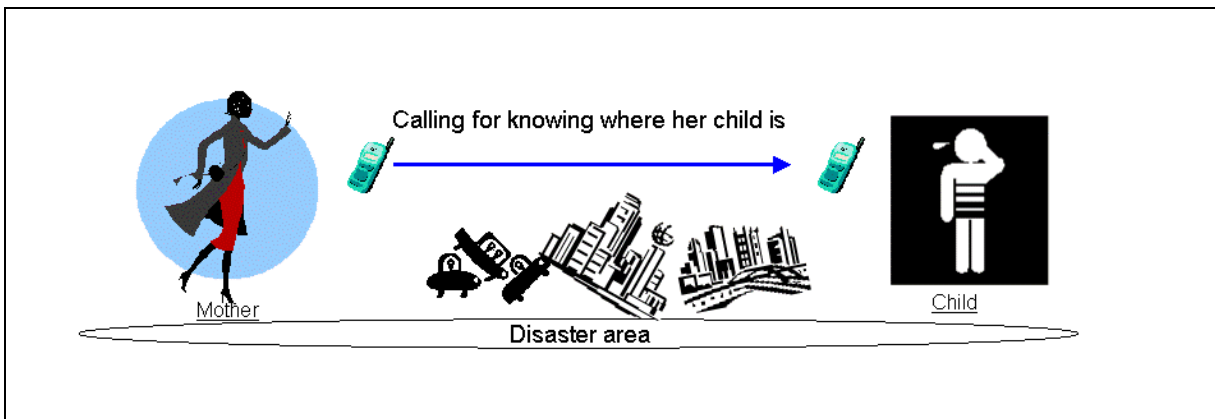 Calling for knowing where her child is
Mother
Child
Disaster area